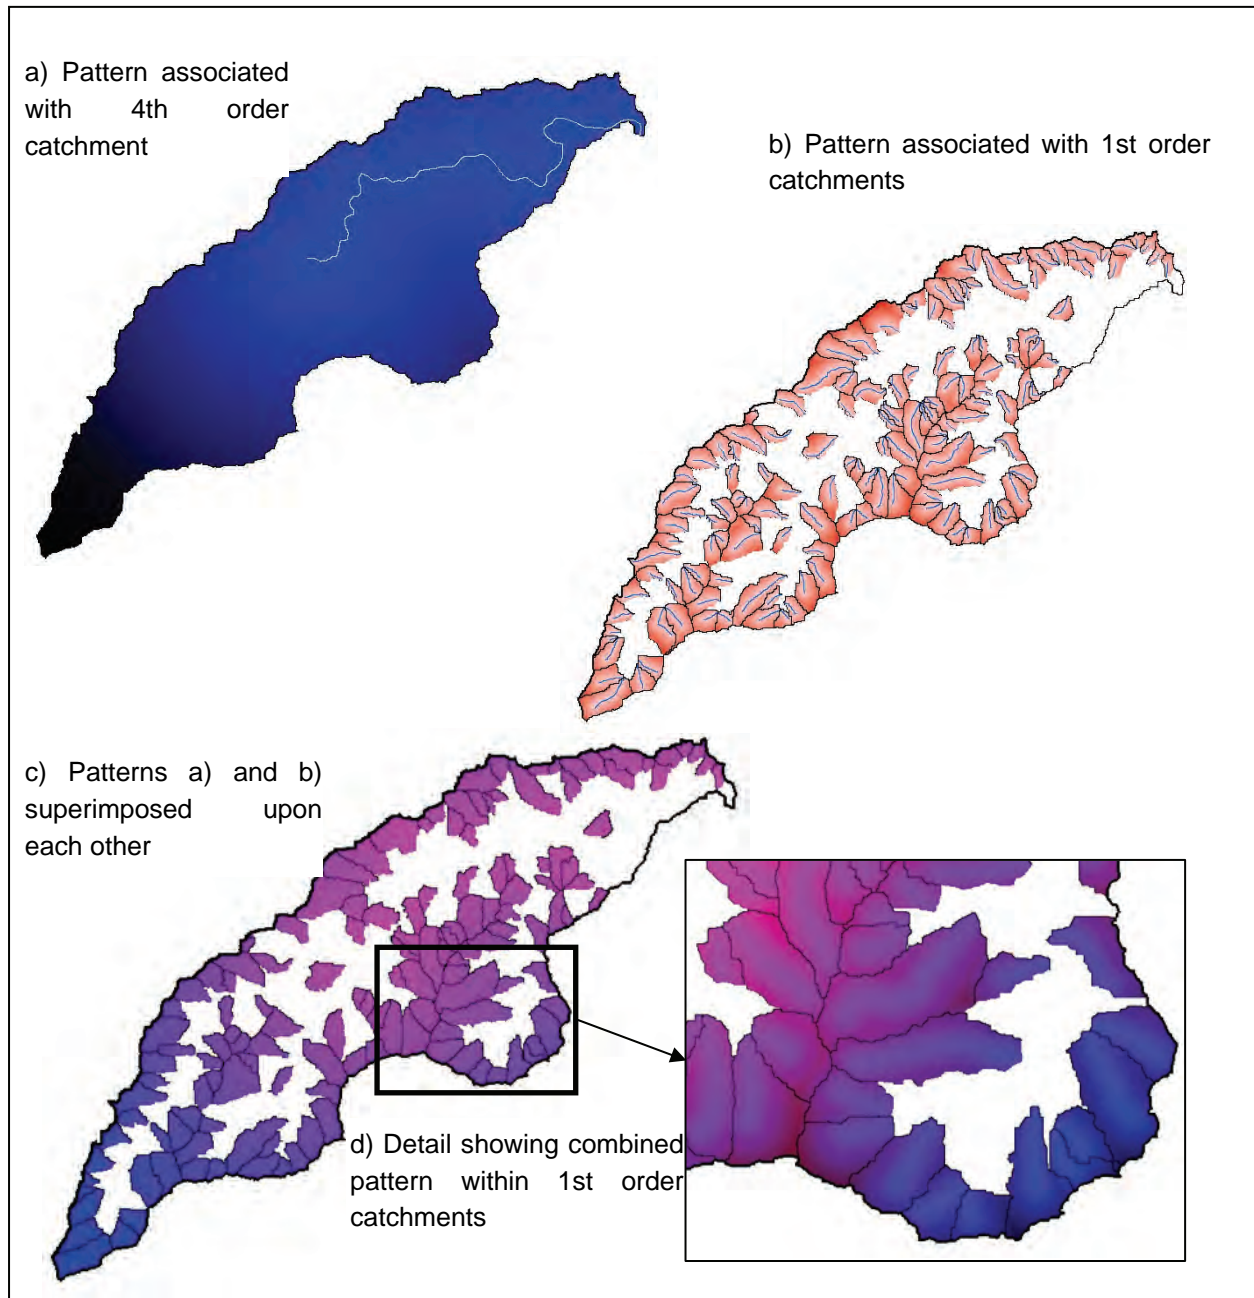 a) Pattern associated
with 4th order
catchment
b) Pattern associated with 1st order
catchments
c) Patterns a) and b)
superimposed upon
each other
d) Detail showing combined
pattern within 1st order
catchments